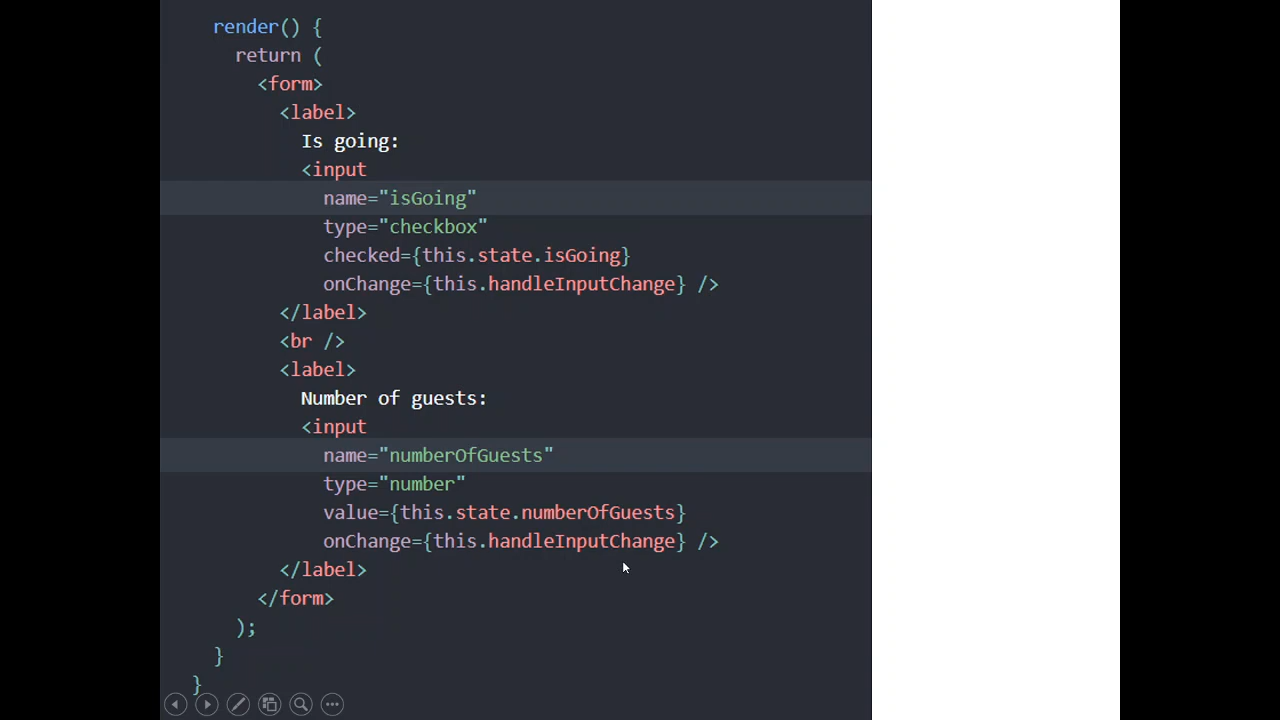 render() {
return (
<form>
<label>
Is going:
<input
name="isGoing"
type="checkbox"
checked={this.state.isGoing}
onChange={this.handleInputChange} />
</label>
<br />
<label>
Number of guests:
<input
name="numberOfGuests"
type="number"
value={this.state.numberOfGuests}
onChange={this.handleInputChange} />
</label>
</form>
);
}
}